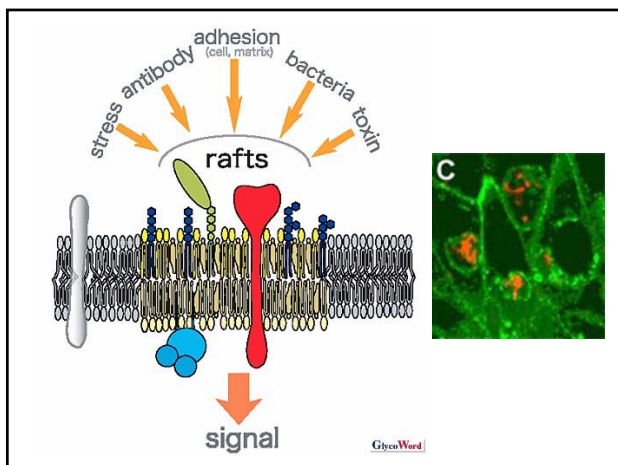 adhesion
(cell, matrix)
stress antibody bacteria toxin
rafts
C
signal
GlycoWord